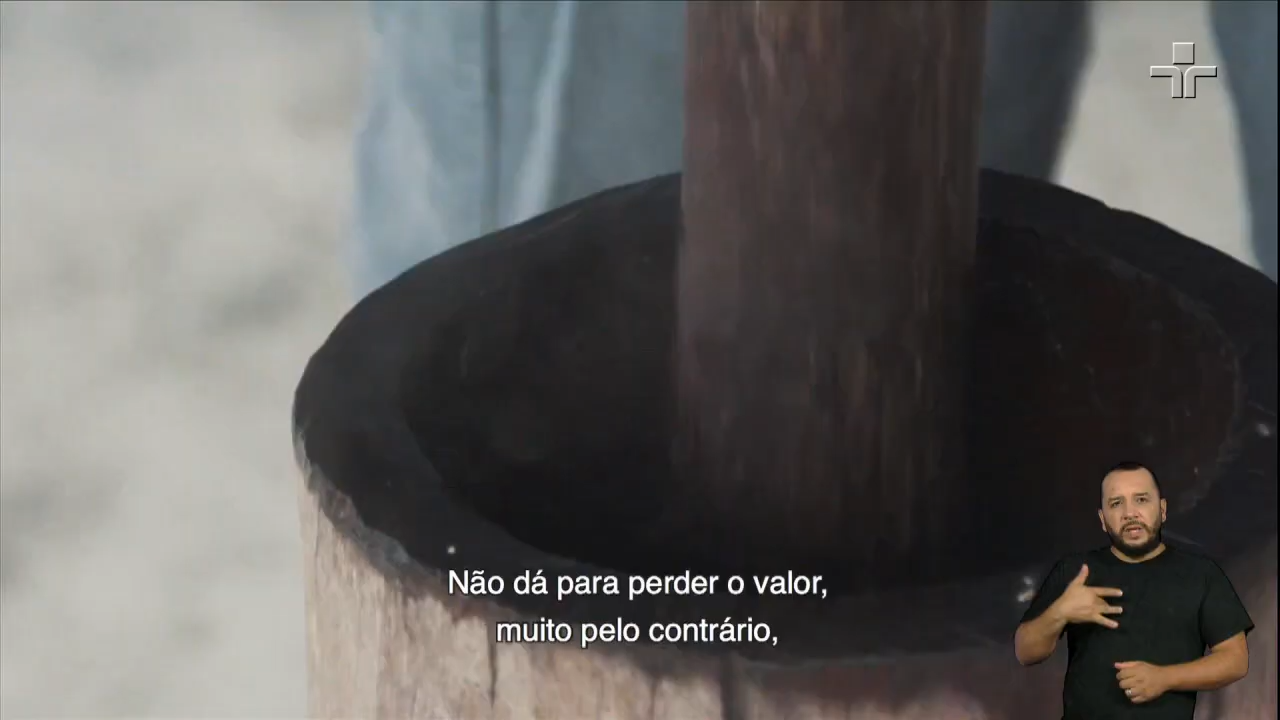 Não dá para perder o valor,
muito pelo contrário,